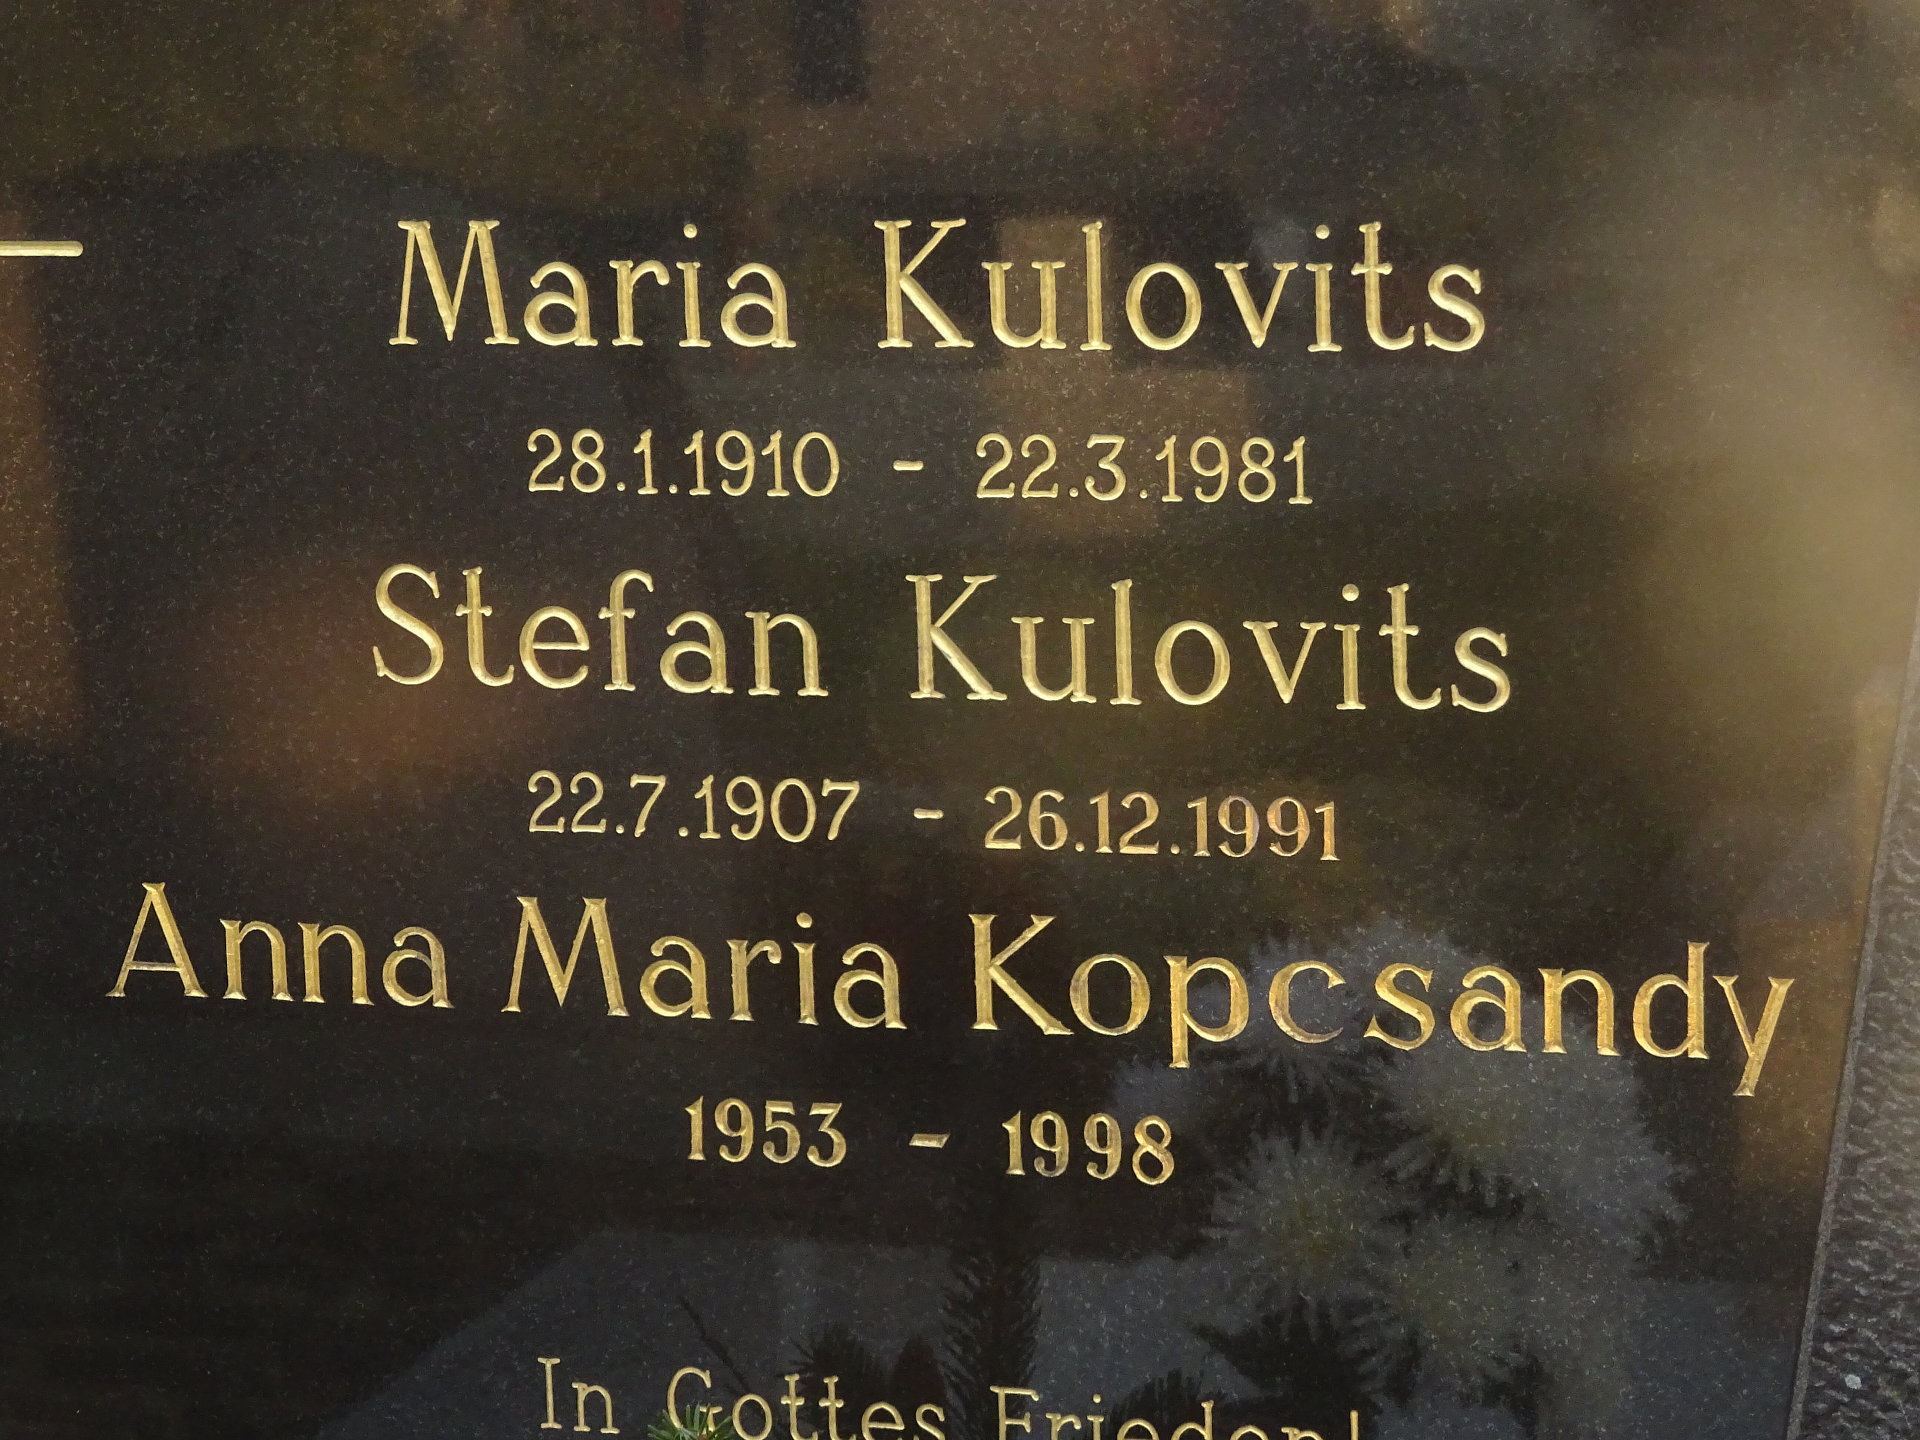 Maria Kulovits
28.1.1910 - 22.3.1981
Stefan Kulovits
22.7.1907 - 26.12.1991
Anna Maria Kopcsandy
1953 - 1998
In Gottes Frieden!